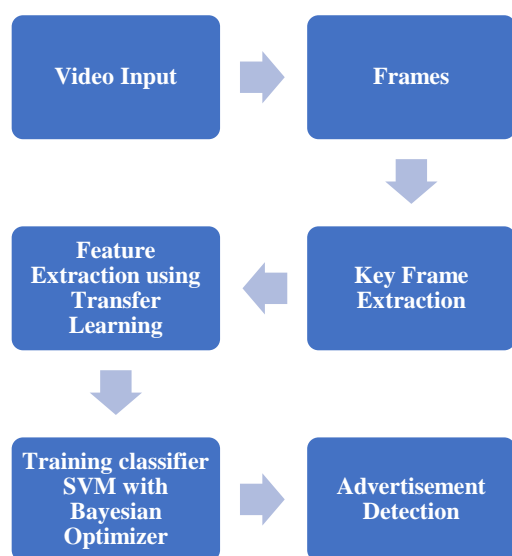 Video Input
Frames
Key Frame
Extraction
Feature
Extraction using
Transfer
Learning
Training classifier
SVM with
Bayesian
Optimizer
Advertisement
Detection